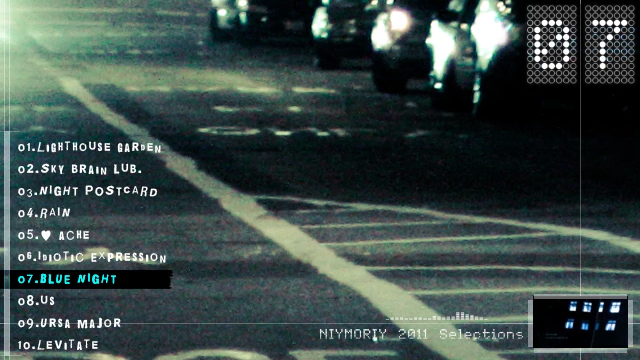 07
01.LIGHTHOUSE GARDEN
02.SKY BRAIN LUB.
03.NIGHT POSTCARD
04.RAIN
05.♥ ACHE
06.IDIOTIC EXPRESSION
07.BLUE NIGHT
08.US
09.URSA MAJOR
10.LEVITATE
NIYMORIY 2011 Selections